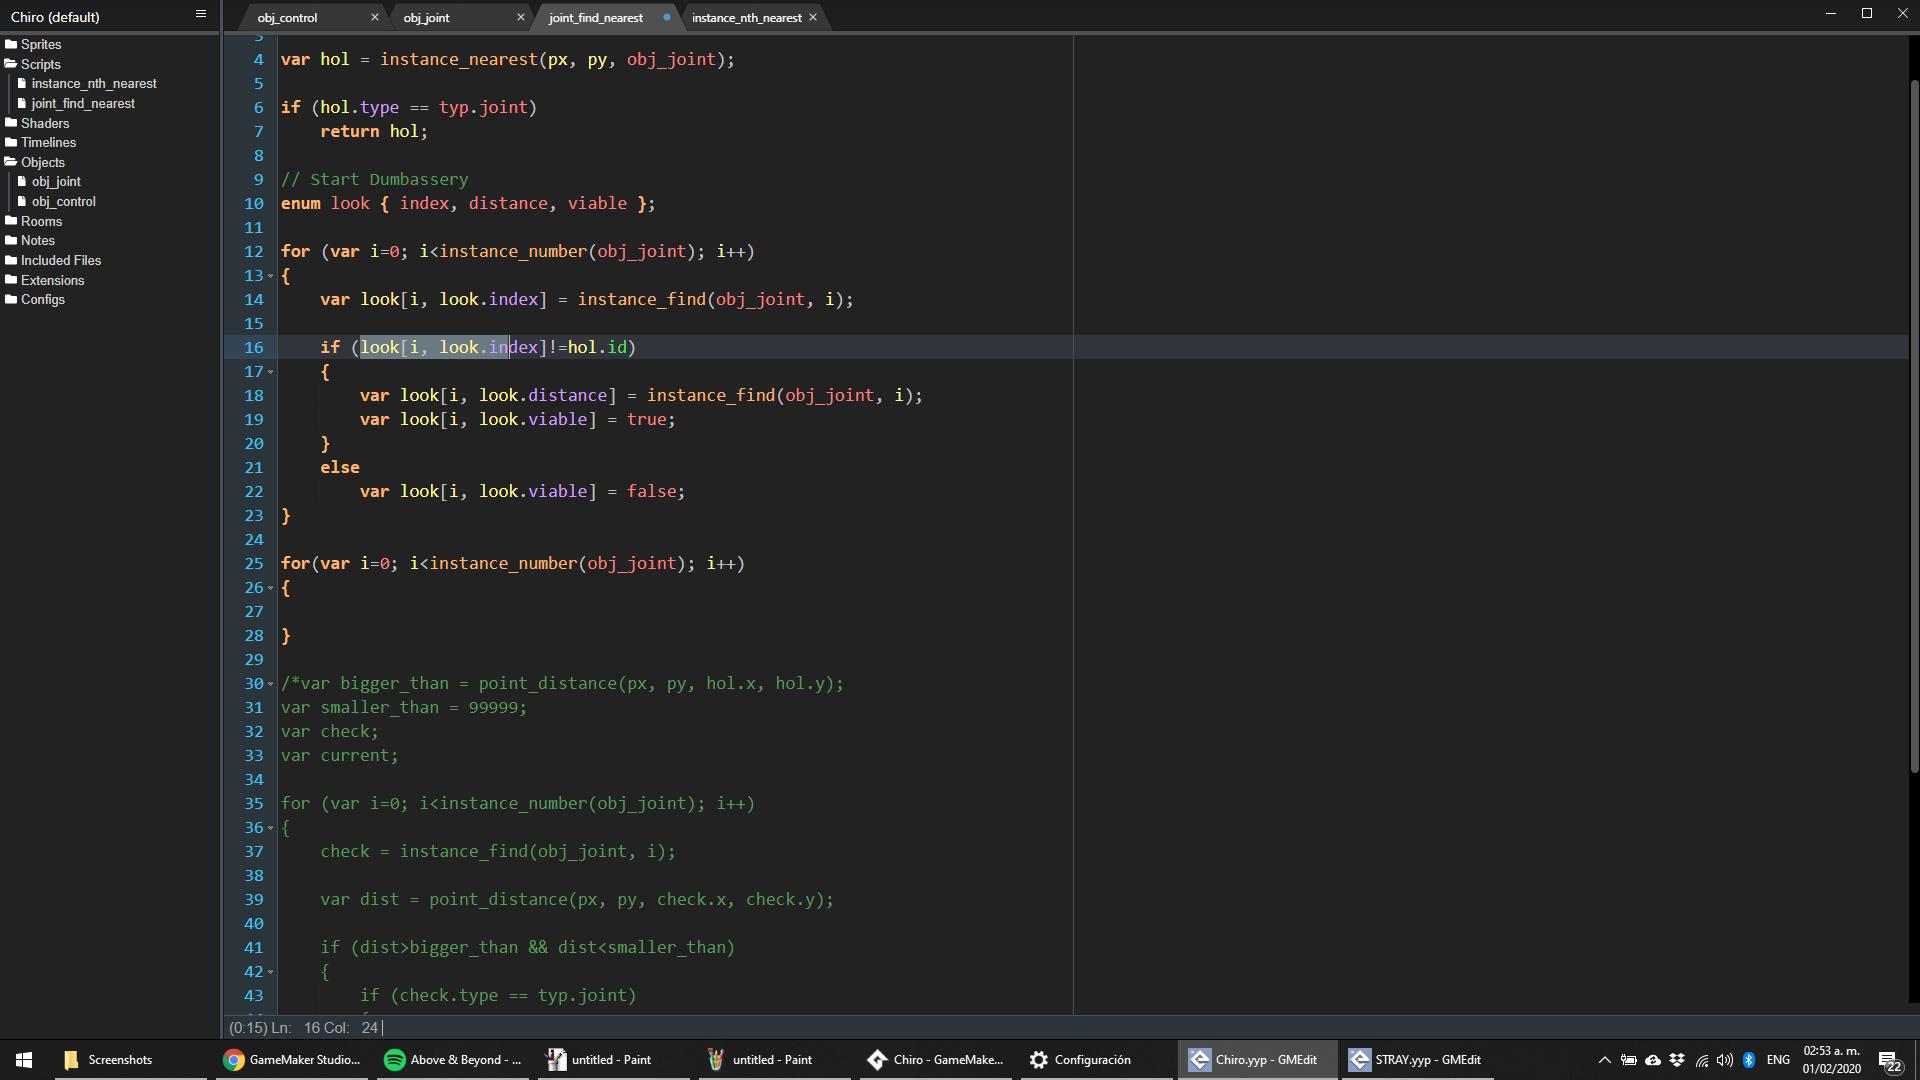 Chiro (default)
obj_control
obj_joint
joint_find_nearest
instance_nth_nearest
Sprites
Scripts
instance_nth_nearest
joint_find_nearest
Shaders
Timelines
Objects
obj_joint
obj_control
Rooms
Notes
Included Files
Extensions
Configs
3
4 var hol = instance_nearest(px, py, obj_joint);
5
6 if (hol.type == typ.joint)
7 return hol;
8
9 // Start Dumbassery
10 enum look { index, distance, viable };
11
12 for (var i=0; i<instance_number(obj_joint); i++)
13 {
14 var look[i, look.index] = instance_find(obj_joint, i);
15
16 if (look[i, look.index]!=hol.id)
17 {
18 var look[i, look.distance] = instance_find(obj_joint, i);
19 var look[i, look.viable] = true;
20 }
21 else
22 var look[i, look.viable] = false;
23 }
24
25 for(var i=0; i<instance_number(obj_joint); i++)
26 {
27
28 }
29
30 /*var bigger_than = point_distance(px, py, hol.x, hol.y);
31 var smaller_than = 99999;
32 var check;
33 var current;
34
35 for (var i=0; i<instance_number(obj_joint); i++)
36 {
37 check = instance_find(obj_joint, i);
38
39 var dist = point_distance(px, py, check.x, check.y);
40
41 if (dist>bigger_than && dist<smaller_than)
42 {
43 if (check.type == typ.joint)
(0:15) Ln: 16 Col: 24
Screenshots
GameMaker Studio...
Above & Beyond - ...
untitled - Paint
untitled - Paint
Chiro - GameMake...
Configuración
Chiro.yyp - GMEdit
STRAY.yyp - GMEdit
ENG
02:53 a. m.
01/02/2020
22